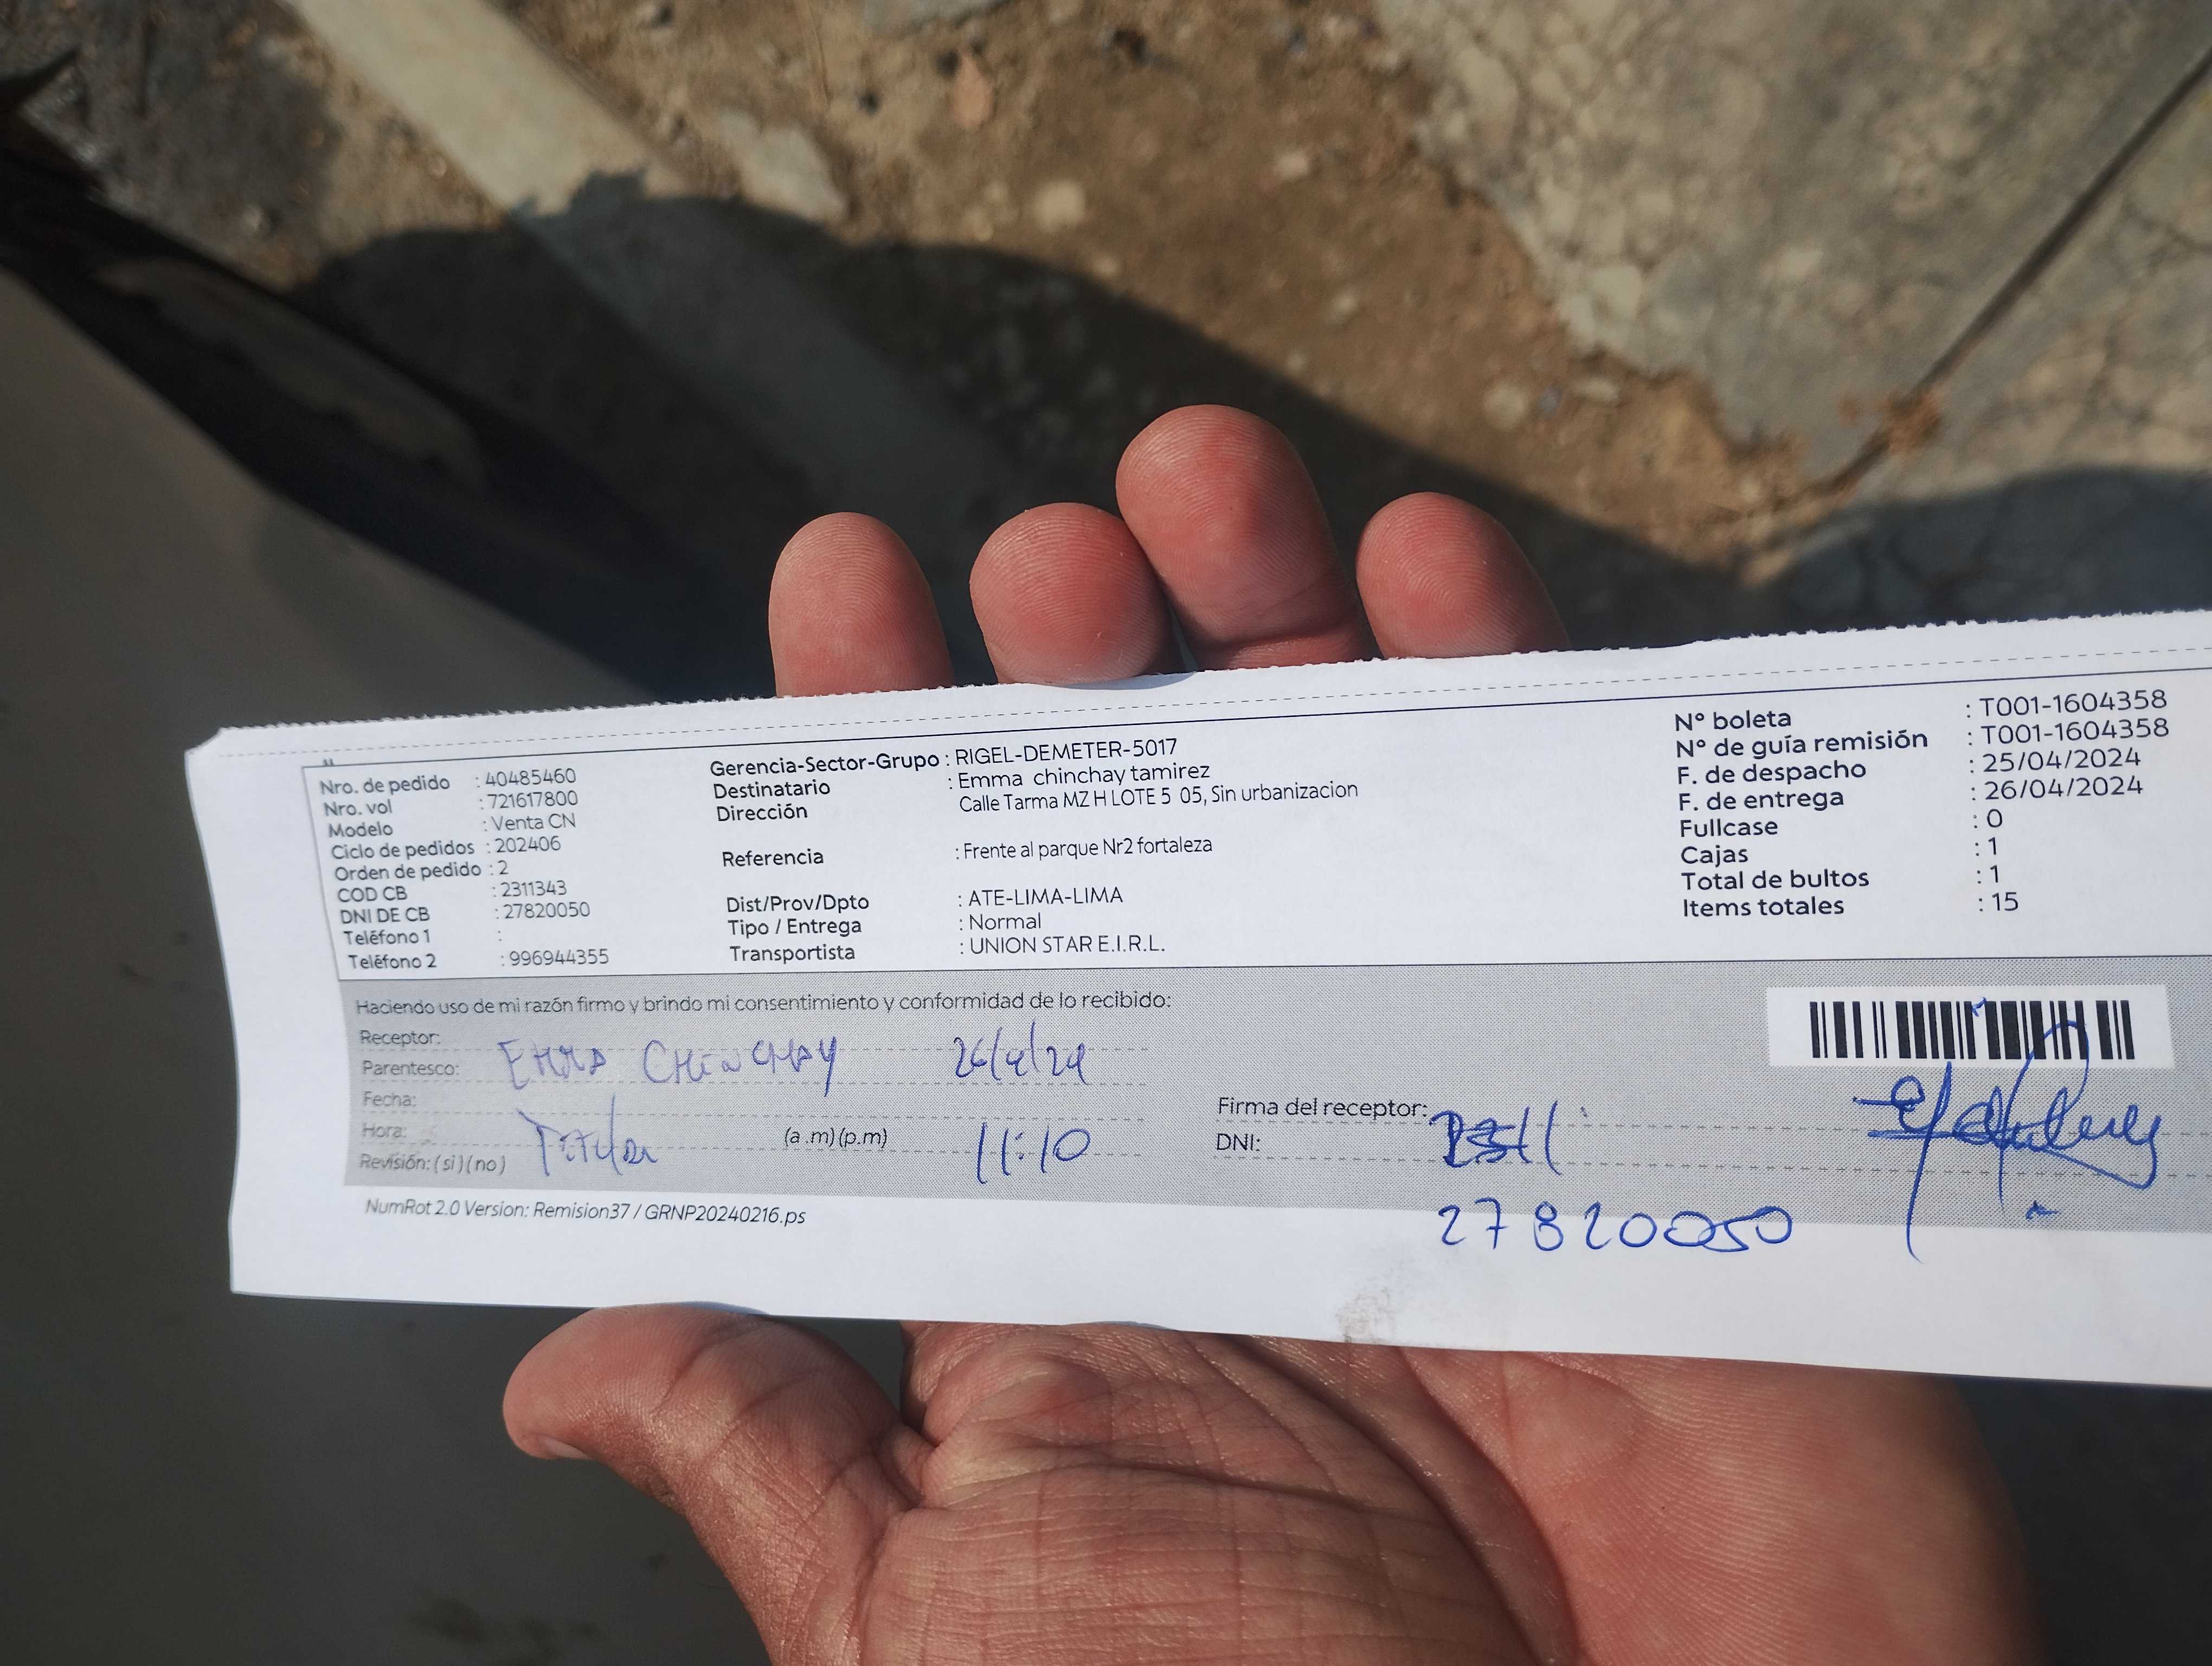 Nro. de pedido : 40485460
Nro. vol : 721617800
Modelo : Venta CN
Ciclo de pedidos : 202406
Orden de pedido : 2
COD CB : 2311343
DNI DE CB : 27820050
Teléfono 1 :
Teléfono 2 : 996944355
Gerencia-Sector-Grupo : RIGEL-DEMETER-5017
Destinatario : Emma chinchay tamirez
Dirección Calle Tarma MZ H LOTE 5 05, Sin urbanizacion
Referencia : Frente al parque Nr2 fortaleza
Dist/Prov/Dpto : ATE-LIMA-LIMA
Tipo / Entrega : Normal
Transportista : UNION STAR E.I.R.L.
N° boleta : T001-1604358
N° de guía remisión : T001-1604358
F. de despacho : 25/04/2024
F. de entrega : 26/04/2024
Fullcase : 0
Cajas : 1
Total de bultos : 1
Items totales : 15
Haciendo uso de mi razón firmo y brindo mi consentimiento y conformidad de lo recibido:
Receptor:
Parentesco: EMMA CHINCHAY 26/4/24
Fecha:
Hora: (a .m) (p.m) 11:10
Revisión: (si) (no) Titular
Firma del receptor:
DNI:
27820050
NumRot 2.0 Version: Remision37 / GRNP20240216.ps